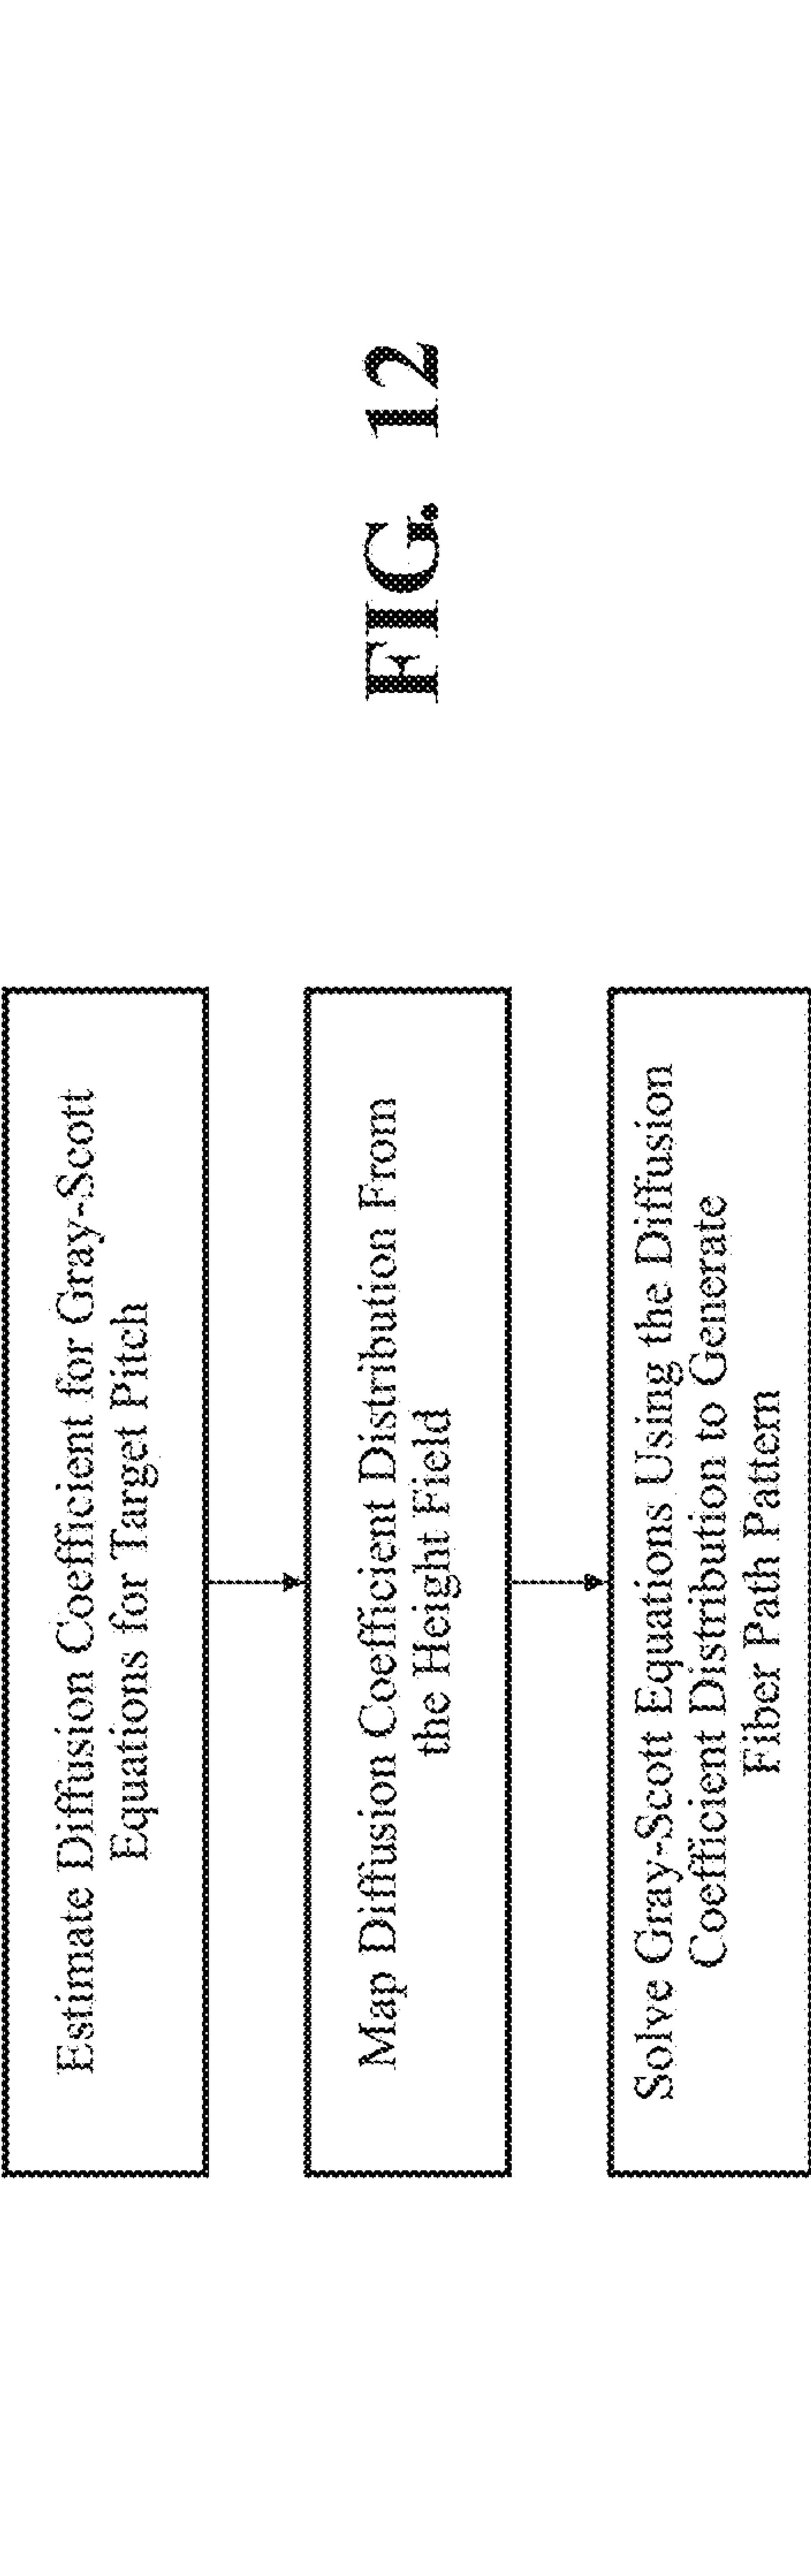 Estimate Diffusion Coefficient for Gray-Scott
Equations for Target Pitch
Map Diffusion Coefficient Distribution From
the Height Field
Solve Gray-Scott Equations Using the Diffusion
Coefficient Distribution to Generate
Fiber Path Pattern
FIG. 12